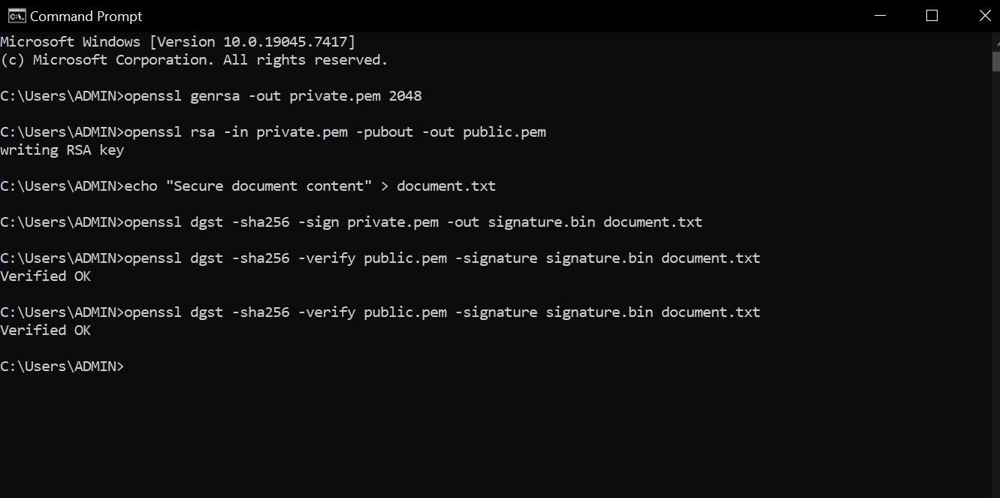 Command Prompt
Microsoft Windows [Version 10.0.19045.7417]
(c) Microsoft Corporation. All rights reserved.
C:\Users\ADMIN>openssl genrsa -out private.pem 2048
C:\Users\ADMIN>openssl rsa -in private.pem -pubout -out public.pem
writing RSA key
C:\Users\ADMIN>echo "Secure document content" > document.txt
C:\Users\ADMIN>openssl dgst -sha256 -sign private.pem -out signature.bin document.txt
C:\Users\ADMIN>openssl dgst -sha256 -verify public.pem -signature signature.bin document.txt
Verified OK
C:\Users\ADMIN>openssl dgst -sha256 -verify public.pem -signature signature.bin document.txt
Verified OK
C:\Users\ADMIN>